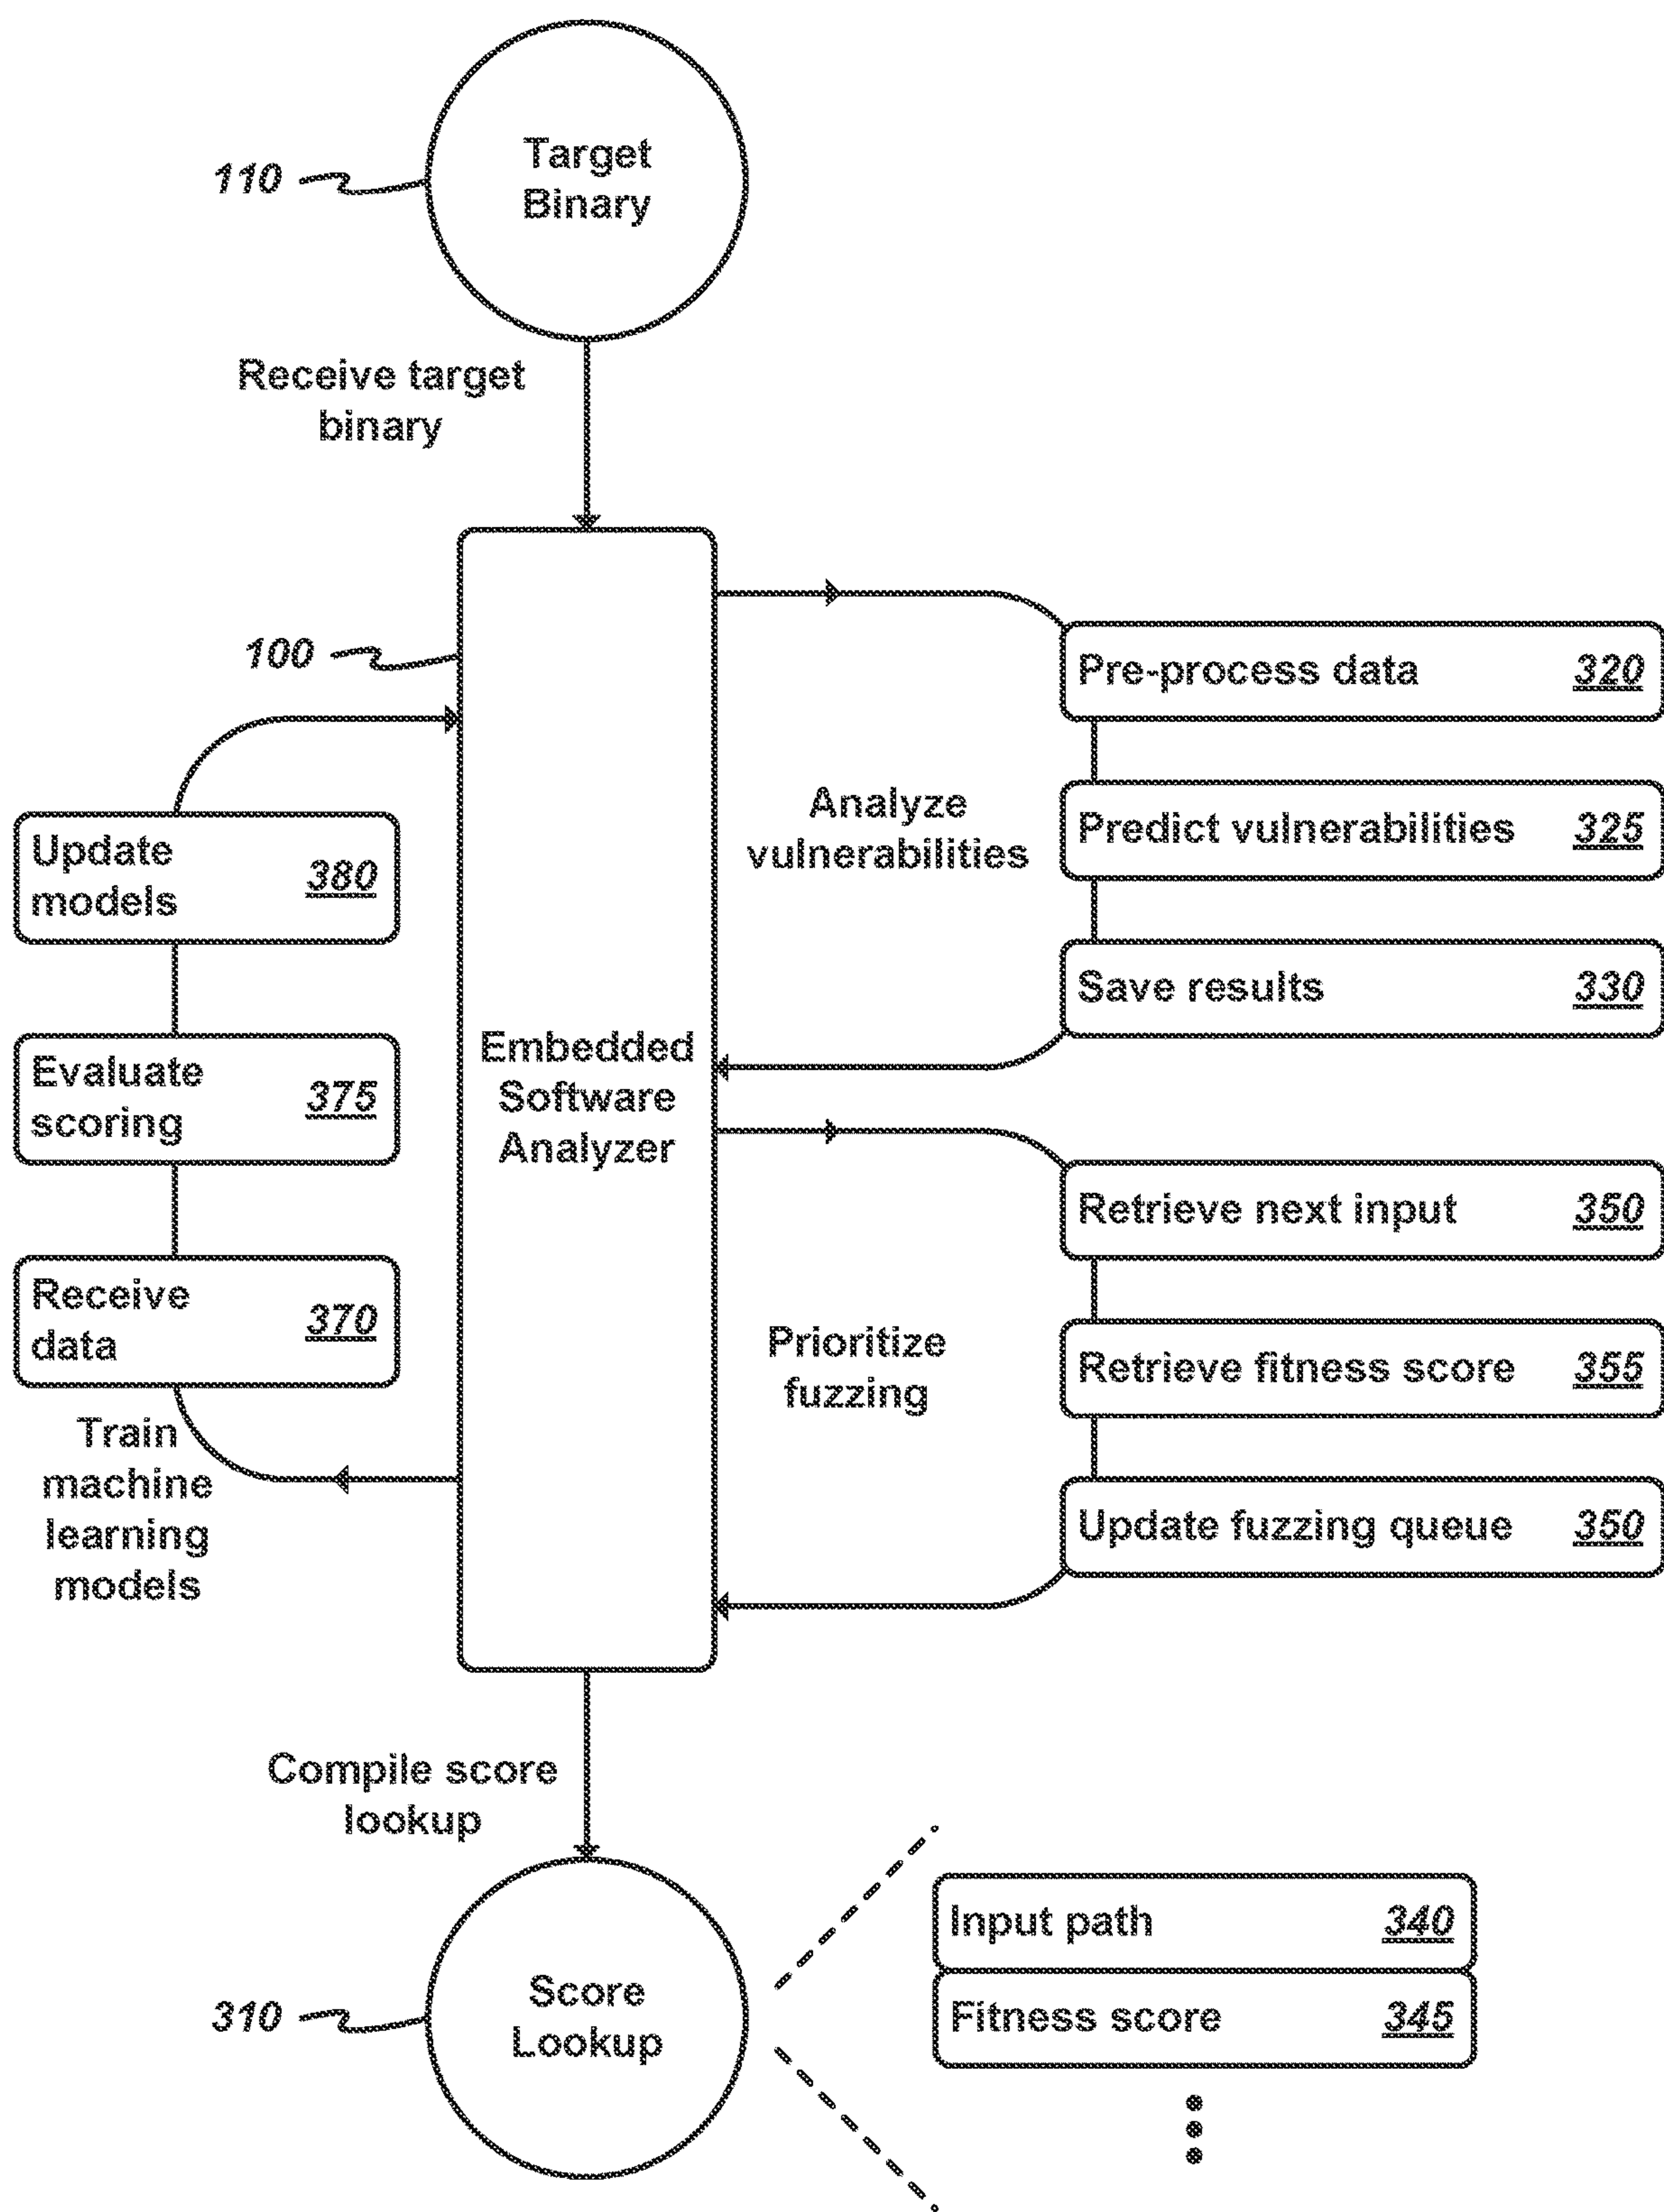 110
Target
Binary
Receive target
binary
100
Pre-process data 320
Predict vulnerabilities 325
Save results 330
Analyze
vulnerabilities
Update
models
380
Evaluate
scoring
375
Receive
data
370
Train
machine
learning
models
Embedded
Software
Analyzer
Prioritize
fuzzing
Retrieve next input 350
Retrieve fitness score 355
Update fuzzing queue 350
Compile score
lookup
310
Score
Lookup
Input path 340
Fitness score 345